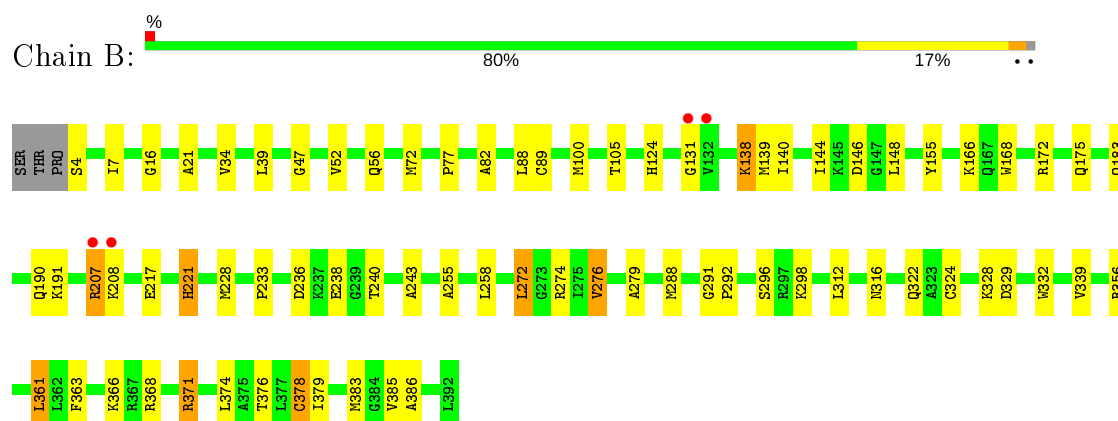 %
Chain B:
80% 17% • •
SER THR PRO S4 I7 G16 A21 V34 L39 G47 V52 Q56 M72 P77 A82 L88 C89 M100 T105 H124 G131 V132 K138 M139 I140 I144 K145 D146 G147 L148 Y155 K166 Q167 W168 R172 Q175
Q190 K191 R207 K208 E217 H221 M228 P233 D236 K237 E238 G239 T240 A243 A255 L258 L272 G273 R274 I275 V276 A279 M288 G291 P292 S296 R297 K298 L312 N316 Q322 A323 C324 K328 D329 W332 V339
L361 L362 F363 K366 R367 R368 R371 L374 A375 T376 L377 C378 I379 M383 G384 V385 A386 L392